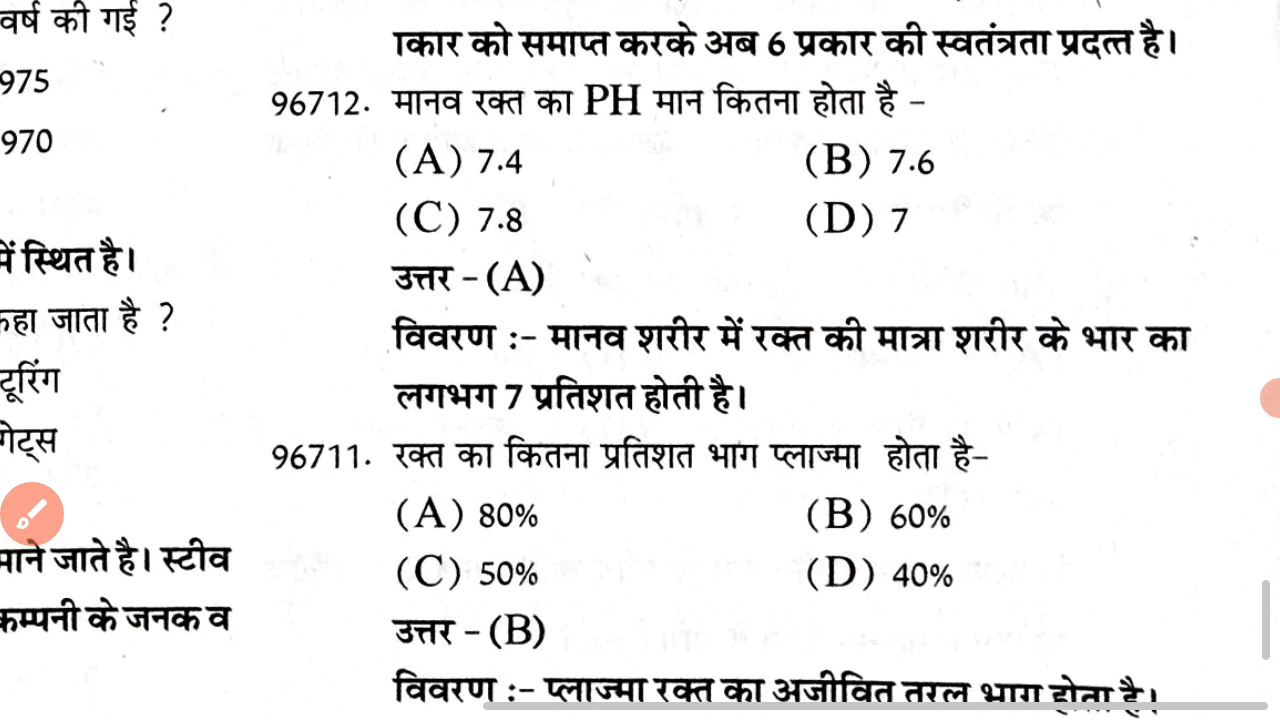 वर्ष की गई ?
975
970
में स्थित है।
कहा जाता है ?
टूरिंग
गेट्स
माने जाते है। स्टीव
कम्पनी के जनक व
ाकार को समाप्त करके अब 6 प्रकार की स्वतंत्रता प्रदत्त है।
96712. मानव रक्त का PH मान कितना होता है –
(A) 7.4 (B) 7.6
(C) 7.8 (D) 7
उत्तर – (A)
विवरण :– मानव शरीर में रक्त की मात्रा शरीर के भार का
लगभग 7 प्रतिशत होती है।
96711. रक्त का कितना प्रतिशत भाग प्लाज्मा होता है–
(A) 80% (B) 60%
(C) 50% (D) 40%
उत्तर – (B)
विवरण :– प्लाज्मा रक्त का अजीवित तरल भाग होता है।